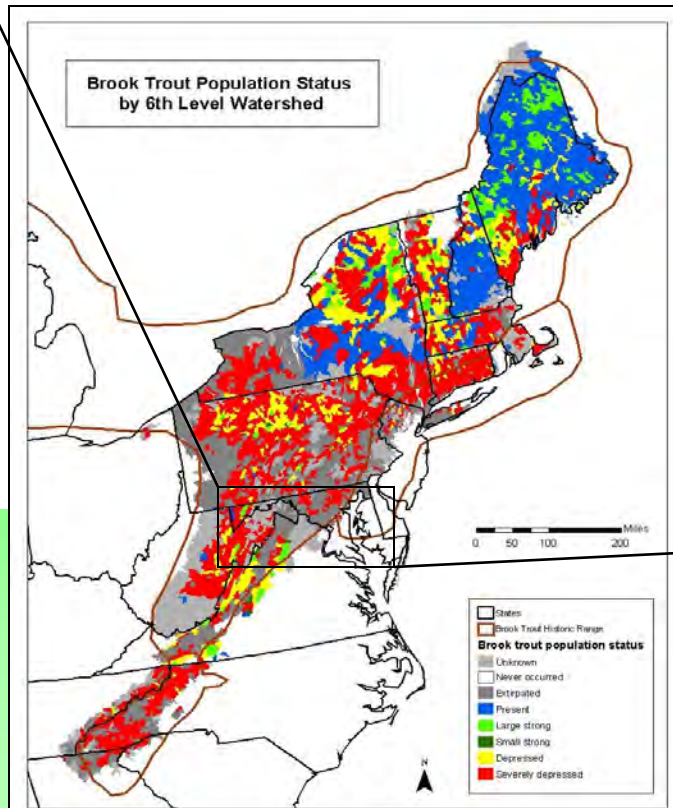 Brook Trout Population Status
by 6th Level Watershed
Miles
0 50 100 200
States
Brook Trout Historic Range
Brook trout population status
Unknown
Never occurred
Extirpated
Present
Large strong
Small strong
Depressed
Severely depressed
N